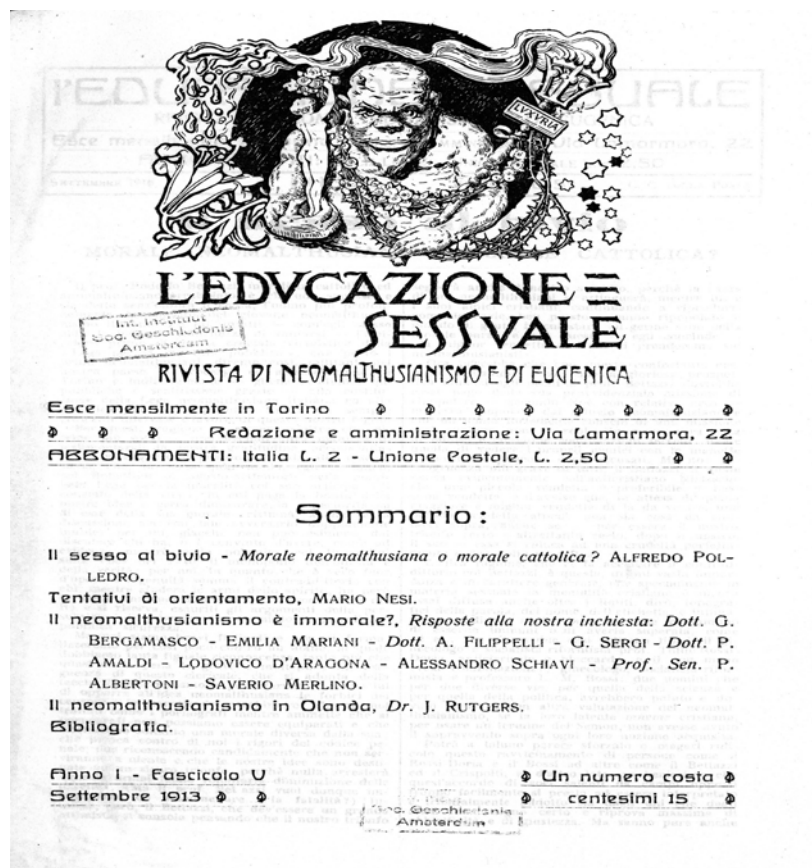 LVXVRIA
L'EDVCAZIONE
SESSVALE
Int. Instituut
Soc. Geschiedenis
Amsterdam
RIVISTA DI NEOMALTHUSIANISMO E DI EUGENICA
Esce mensilmente in Torino
Redazione e amministrazione: Via Lamarmora, 22
ABBONAMENTI: Italia L. 2 - Unione Postale, L. 2,50
Sommario:
Il sesso al bivio - Morale neomalthusiana o morale cattolica? ALFREDO POL-
LEDRO.
Tentativi di orientamento, MARIO NESI.
Il neomalthusianismo è immorale?, Risposte alla nostra inchiesta: Dott. G.
BERGAMASCO - EMILIA MARIANI - Dott. A. FILIPPELLI - G. SERGI - Dott. P.
AMALDI - LODOVICO D'ARAGONA - ALESSANDRO SCHIAVI - Prof. Sen. P.
ALBERTONI - SAVERIO MERLINO.
Il neomalthusianismo in Olanda, Dr. J. RUTGERS.
Bibliografia.
Anno I - Fascicolo V
Settembre 1913
Un numero costa
centesimi 15
Soc. Geschiedenis
Amsterdam